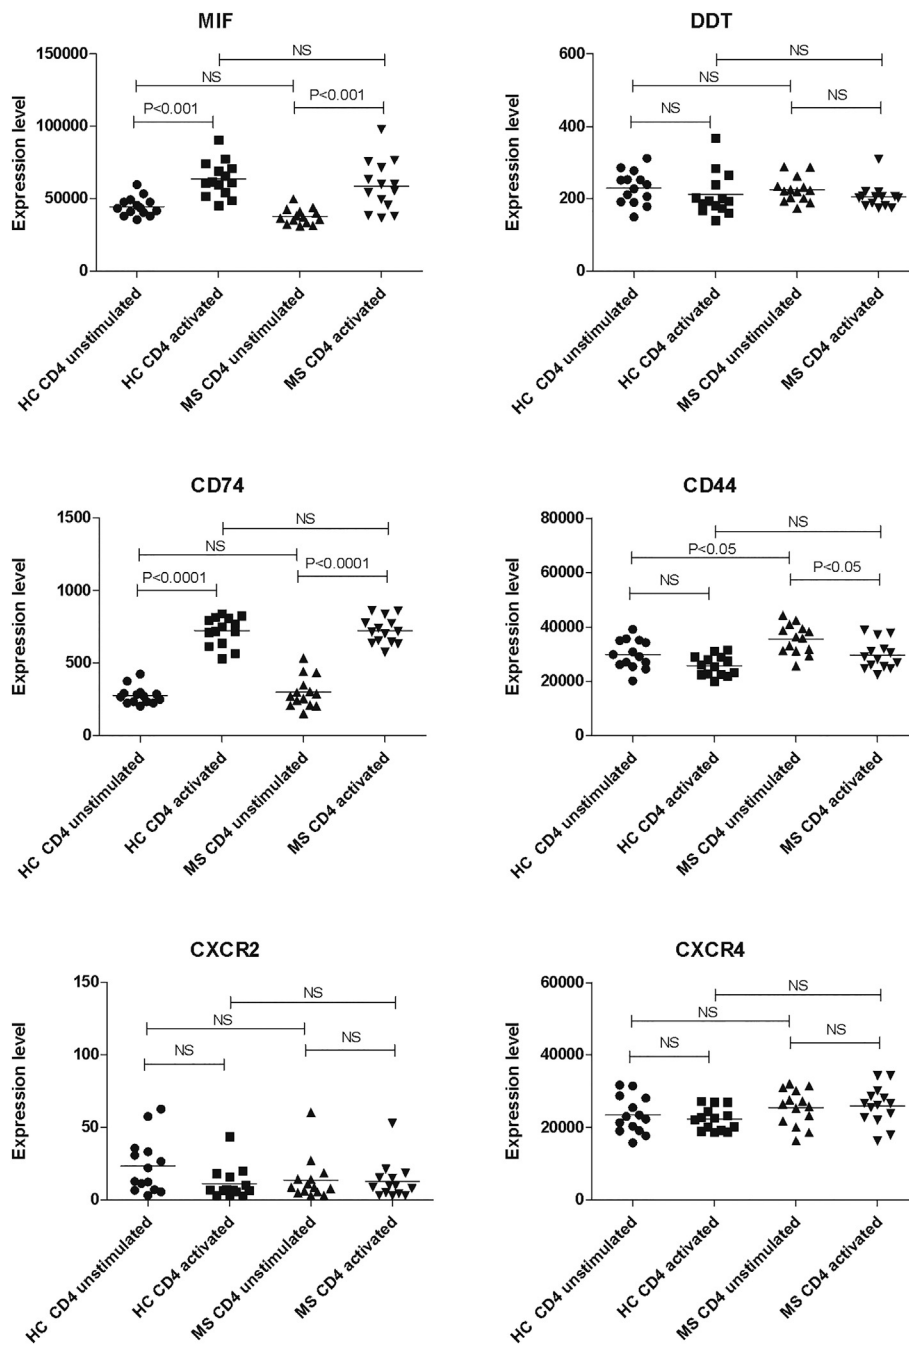 MIF
Expression level
150000
100000
50000
0
NS
NS
P<0.001
P<0.001
HC CD4 unstimulated
HC CD4 activated
MS CD4 unstimulated
MS CD4 activated
DDT
Expression level
600
400
200
0
NS
NS
NS
NS
HC CD4 unstimulated
HC CD4 activated
MS CD4 unstimulated
MS CD4 activated
CD74
Expression level
1500
1000
500
0
NS
NS
P<0.0001
P<0.0001
HC CD4 unstimulated
HC CD4 activated
MS CD4 unstimulated
MS CD4 activated
CD44
Expression level
80000
60000
40000
20000
0
NS
P<0.05
NS
P<0.05
HC CD4 unstimulated
HC CD4 activated
MS CD4 unstimulated
MS CD4 activated
CXCR2
Expression level
150
100
50
0
NS
NS
NS
NS
HC CD4 unstimulated
HC CD4 activated
MS CD4 unstimulated
MS CD4 activated
CXCR4
Expression level
60000
40000
20000
0
NS
NS
NS
NS
HC CD4 unstimulated
HC CD4 activated
MS CD4 unstimulated
MS CD4 activated